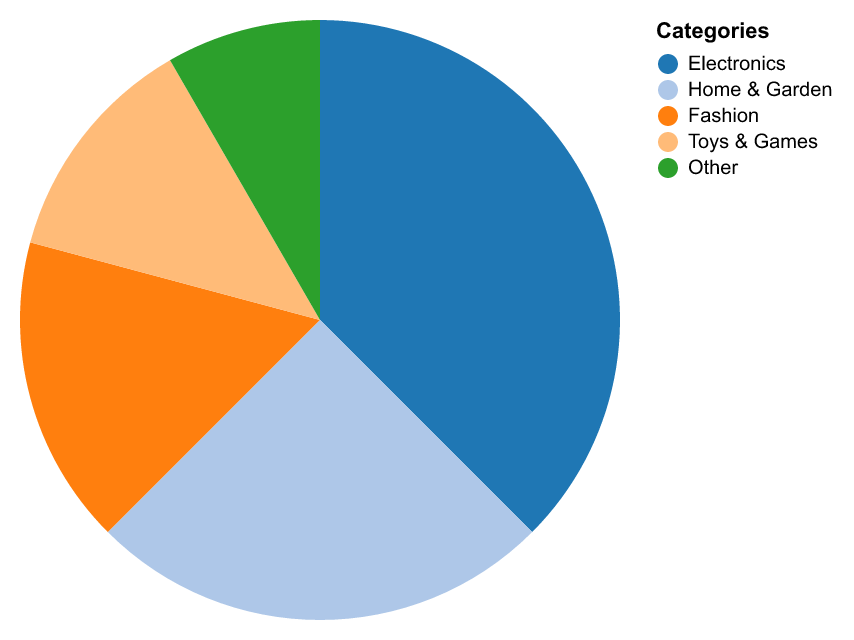 Categories
Electronics
Home & Garden
Fashion
Toys & Games
Other